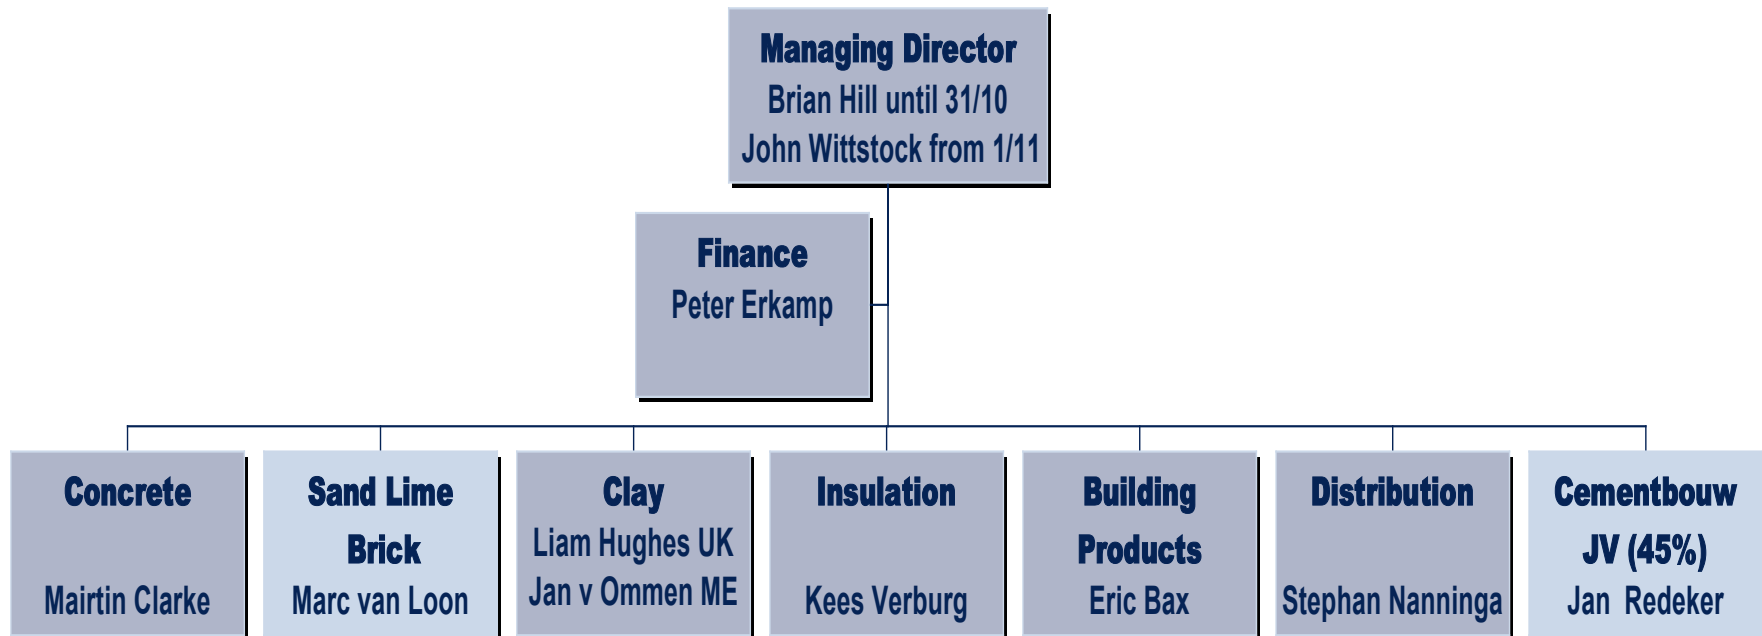 Managing Director
Brian Hill until 31/10
John Wittstock from 1/11
Finance
Peter Erkamp
Concrete
Mairtin Clarke
Sand Lime
Brick
Marc van Loon
Clay
Liam Hughes UK
Jan v Ommen ME
Insulation
Kees Verburg
Building
Products
Eric Bax
Distribution
Stephan Nanninga
Cementbouw
JV (45%)
Jan Redeker